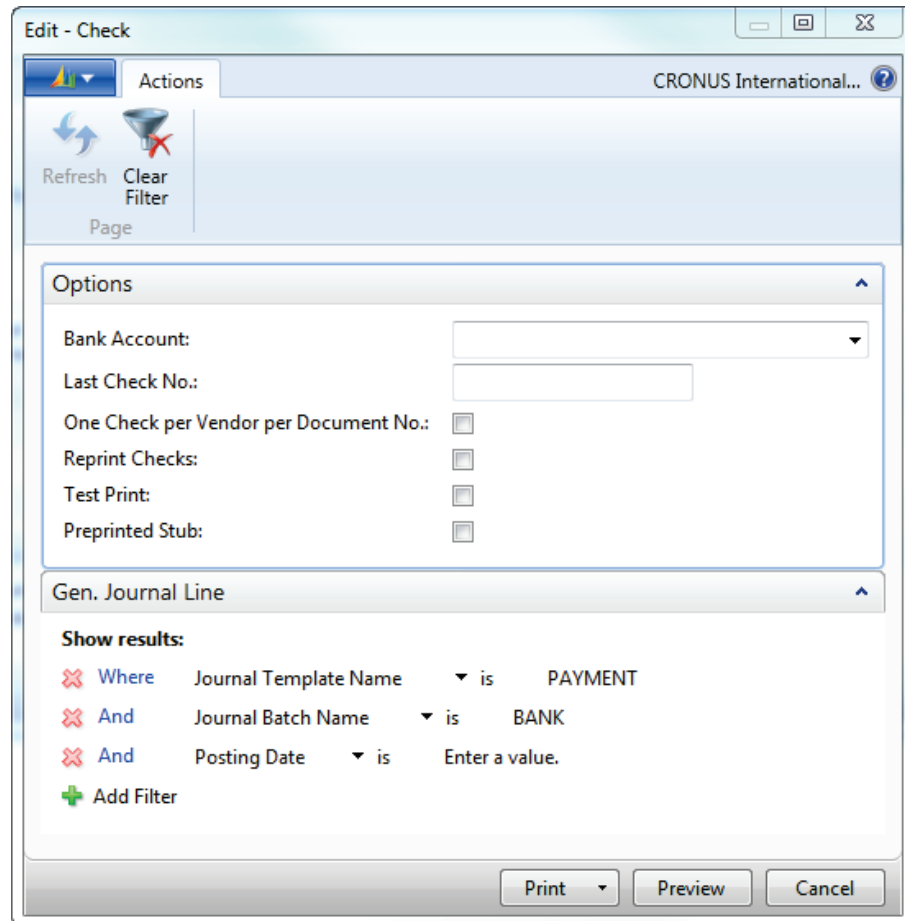 Edit - Check
Actions
CRONUS International...
Refresh
Clear Filter
Page
Options
Bank Account:
Last Check No.:
One Check per Vendor per Document No.:
Reprint Checks:
Test Print:
Preprinted Stub:
Gen. Journal Line
Show results:
Where Journal Template Name is PAYMENT
And Journal Batch Name is BANK
And Posting Date is Enter a value.
Add Filter
Print Preview Cancel